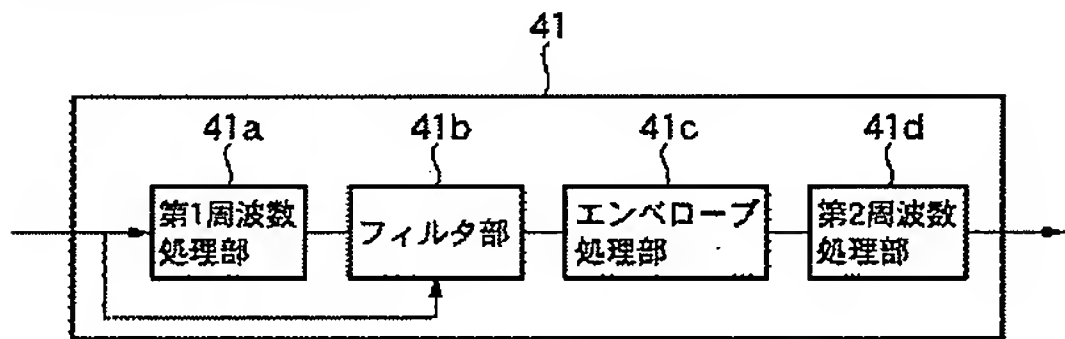 41
41a
41b
41c
41d
第1周波数
処理部
フィルタ部
エンベロープ
処理部
第2周波数
処理部